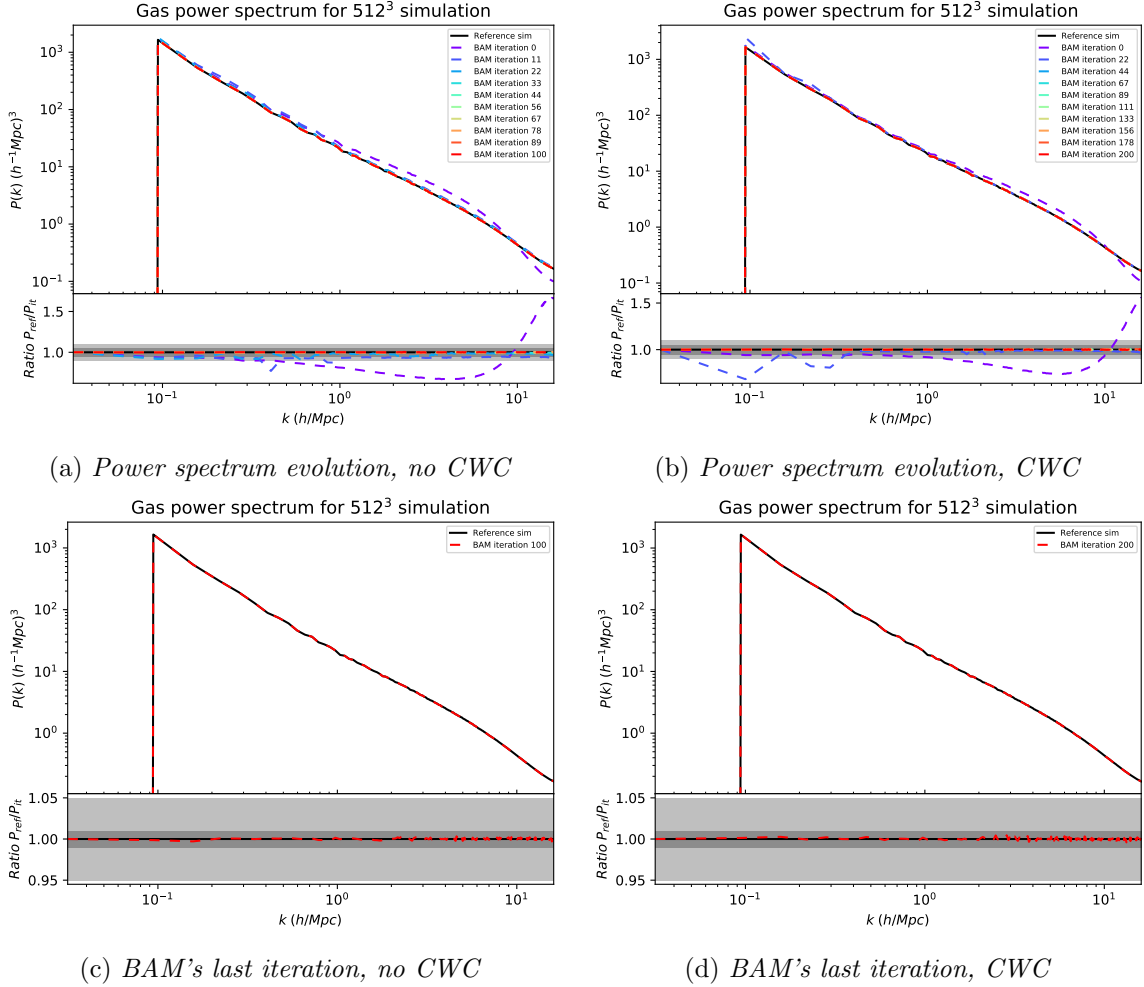 Gas power spectrum for 512³ simulation
P(k) (h⁻¹Mpc)³
10³
10²
10¹
10⁰
10⁻¹
Reference sim
BAM iteration 0
BAM iteration 11
BAM iteration 22
BAM iteration 33
BAM iteration 44
BAM iteration 56
BAM iteration 67
BAM iteration 78
BAM iteration 89
BAM iteration 100
Ratio P_ref/P_it
1.5
1.0
10⁻¹ 10⁰ 10¹
k (h/Mpc)
(a) Power spectrum evolution, no CWC
Gas power spectrum for 512³ simulation
P(k) (h⁻¹Mpc)³
10³
10²
10¹
10⁰
10⁻¹
Reference sim
BAM iteration 0
BAM iteration 22
BAM iteration 44
BAM iteration 67
BAM iteration 89
BAM iteration 111
BAM iteration 133
BAM iteration 156
BAM iteration 178
BAM iteration 200
Ratio P_ref/P_it
1.5
1.0
10⁻¹ 10⁰ 10¹
k (h/Mpc)
(b) Power spectrum evolution, CWC
Gas power spectrum for 512³ simulation
P(k) (h⁻¹Mpc)³
10³
10²
10¹
10⁰
Reference sim
BAM iteration 100
Ratio P_ref/P_it
1.05
1.00
0.95
10⁻¹ 10⁰ 10¹
k (h/Mpc)
(c) BAM's last iteration, no CWC
Gas power spectrum for 512³ simulation
P(k) (h⁻¹Mpc)³
10³
10²
10¹
10⁰
Reference sim
BAM iteration 200
Ratio P_ref/P_it
1.05
1.00
0.95
10⁻¹ 10⁰ 10¹
k (h/Mpc)
(d) BAM's last iteration, CWC